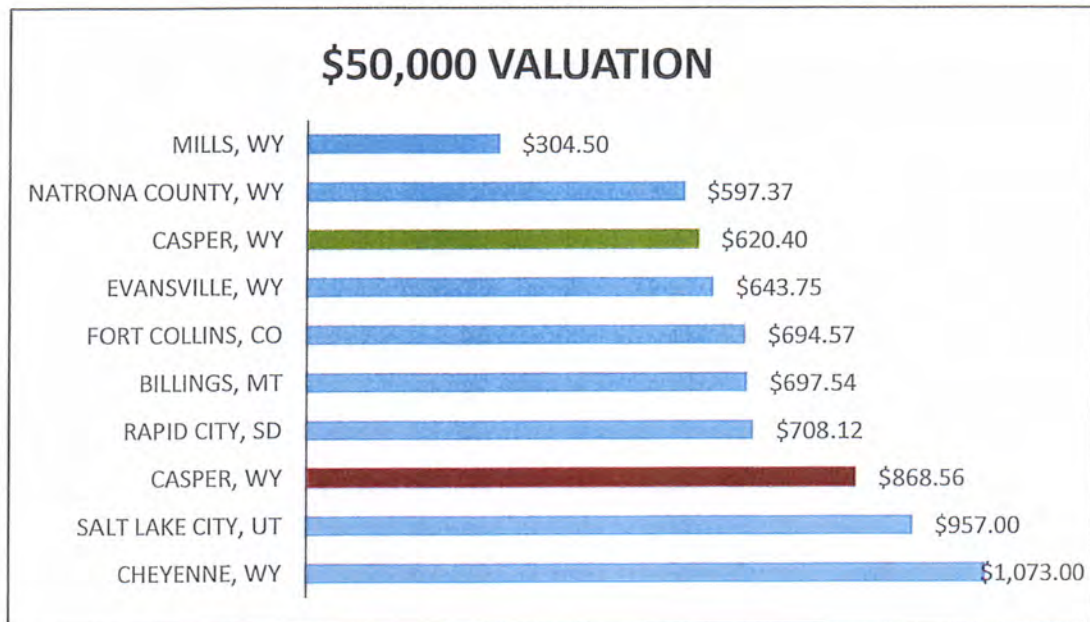 $50,000 VALUATION
MILLS, WY $304.50
NATRONA COUNTY, WY $597.37
CASPER, WY $620.40
EVANSVILLE, WY $643.75
FORT COLLINS, CO $694.57
BILLINGS, MT $697.54
RAPID CITY, SD $708.12
CASPER, WY $868.56
SALT LAKE CITY, UT $957.00
CHEYENNE, WY $1,073.00